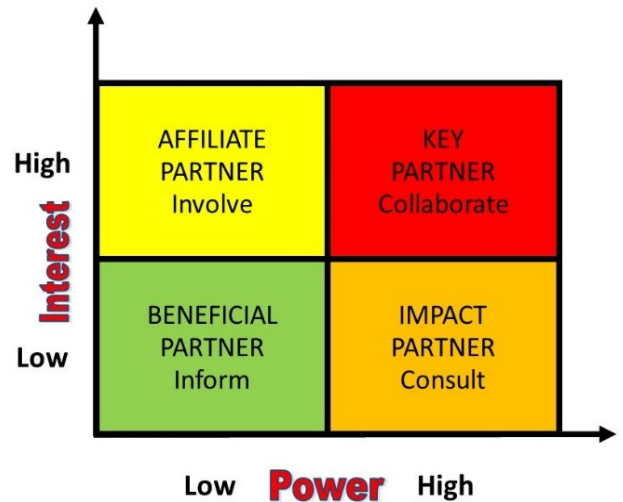 AFFILIATE
PARTNER
Involve
KEY
PARTNER
Collaborate
High
Interest
Low
BENEFICIAL
PARTNER
Inform
IMPACT
PARTNER
Consult
Low Power High